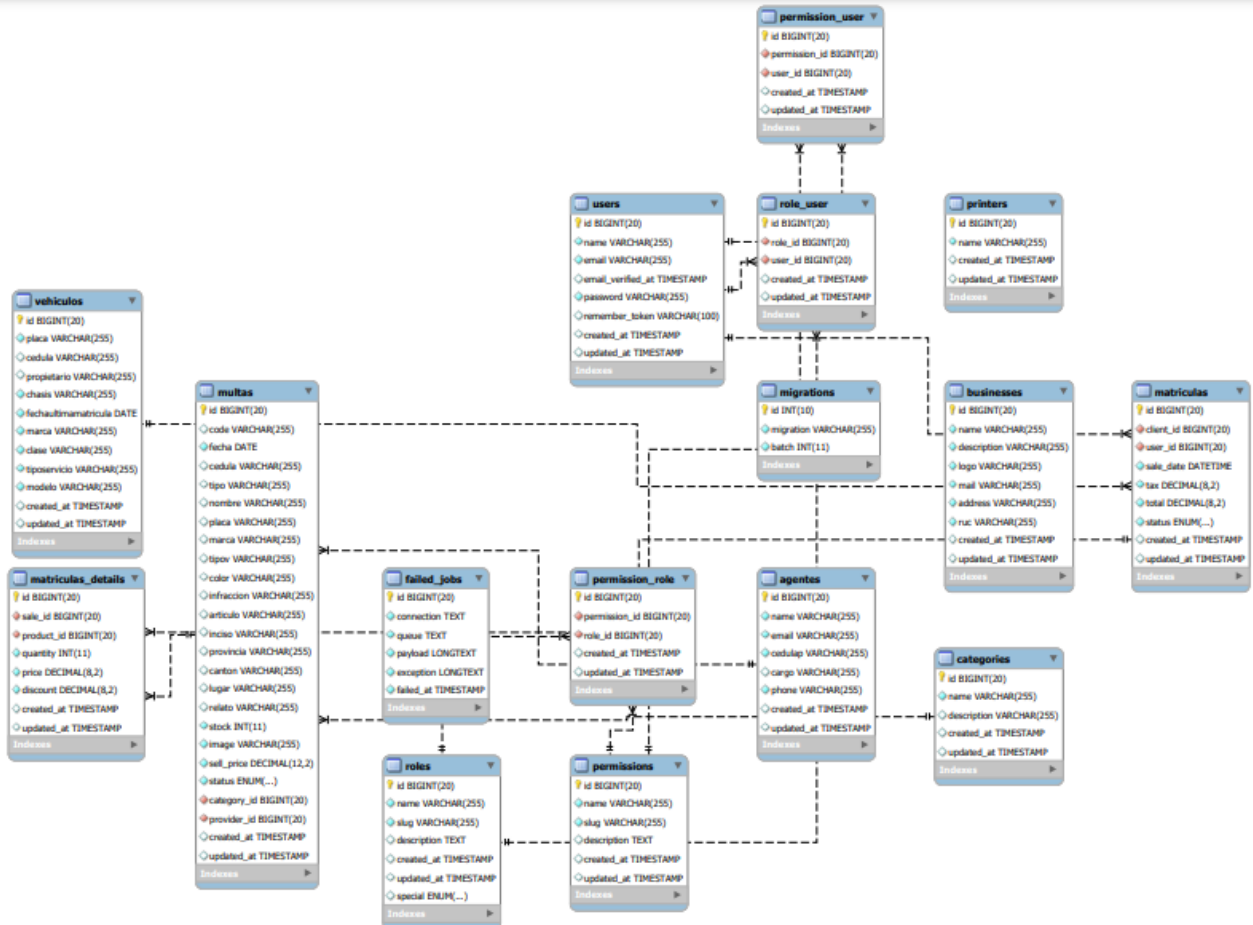 permission_user
id BIGINT(20)
permission_id BIGINT(20)
user_id BIGINT(20)
created_at TIMESTAMP
updated_at TIMESTAMP
Indexes
users
id BIGINT(20)
name VARCHAR(255)
email VARCHAR(255)
email_verified_at TIMESTAMP
password VARCHAR(255)
remember_token VARCHAR(100)
created_at TIMESTAMP
updated_at TIMESTAMP
Indexes
role_user
id BIGINT(20)
role_id BIGINT(20)
user_id BIGINT(20)
created_at TIMESTAMP
updated_at TIMESTAMP
Indexes
printers
id BIGINT(20)
name VARCHAR(255)
created_at TIMESTAMP
updated_at TIMESTAMP
Indexes
vehiculos
id BIGINT(20)
placa VARCHAR(255)
cedula VARCHAR(255)
propietario VARCHAR(255)
chasis VARCHAR(255)
fechaultimamatricula DATE
marca VARCHAR(255)
clase VARCHAR(255)
tiposervicio VARCHAR(255)
modelo VARCHAR(255)
created_at TIMESTAMP
updated_at TIMESTAMP
Indexes
multas
id BIGINT(20)
code VARCHAR(255)
fecha DATE
cedula VARCHAR(255)
tipo VARCHAR(255)
nombre VARCHAR(255)
placa VARCHAR(255)
marca VARCHAR(255)
tipov VARCHAR(255)
color VARCHAR(255)
infraccion VARCHAR(255)
articulo VARCHAR(255)
inciso VARCHAR(255)
provincia VARCHAR(255)
canton VARCHAR(255)
lugar VARCHAR(255)
relato VARCHAR(255)
stock INT(11)
image VARCHAR(255)
sell_price DECIMAL(12,2)
status ENUM(...)
category_id BIGINT(20)
provider_id BIGINT(20)
created_at TIMESTAMP
updated_at TIMESTAMP
Indexes
migrations
id INT(10)
migration VARCHAR(255)
batch INT(11)
Indexes
businesses
id BIGINT(20)
name VARCHAR(255)
description VARCHAR(255)
logo VARCHAR(255)
mail VARCHAR(255)
address VARCHAR(255)
ruc VARCHAR(255)
created_at TIMESTAMP
updated_at TIMESTAMP
Indexes
matriculas
id BIGINT(20)
client_id BIGINT(20)
user_id BIGINT(20)
sale_date DATETIME
tax DECIMAL(8,2)
total DECIMAL(8,2)
status ENUM(...)
created_at TIMESTAMP
updated_at TIMESTAMP
Indexes
matriculas_details
id BIGINT(20)
sale_id BIGINT(20)
product_id BIGINT(20)
quantity INT(11)
price DECIMAL(8,2)
discount DECIMAL(8,2)
created_at TIMESTAMP
updated_at TIMESTAMP
Indexes
failed_jobs
id BIGINT(20)
connection TEXT
queue TEXT
payload LONGTEXT
exception LONGTEXT
failed_at TIMESTAMP
Indexes
permission_role
id BIGINT(20)
permission_id BIGINT(20)
role_id BIGINT(20)
created_at TIMESTAMP
updated_at TIMESTAMP
Indexes
agentes
id BIGINT(20)
name VARCHAR(255)
email VARCHAR(255)
cedulap VARCHAR(255)
cargo VARCHAR(255)
phone VARCHAR(255)
created_at TIMESTAMP
updated_at TIMESTAMP
Indexes
categories
id BIGINT(20)
name VARCHAR(255)
description VARCHAR(255)
created_at TIMESTAMP
updated_at TIMESTAMP
Indexes
roles
id BIGINT(20)
name VARCHAR(255)
slug VARCHAR(255)
description TEXT
created_at TIMESTAMP
updated_at TIMESTAMP
special ENUM(...)
Indexes
permissions
id BIGINT(20)
name VARCHAR(255)
slug VARCHAR(255)
description TEXT
created_at TIMESTAMP
updated_at TIMESTAMP
Indexes